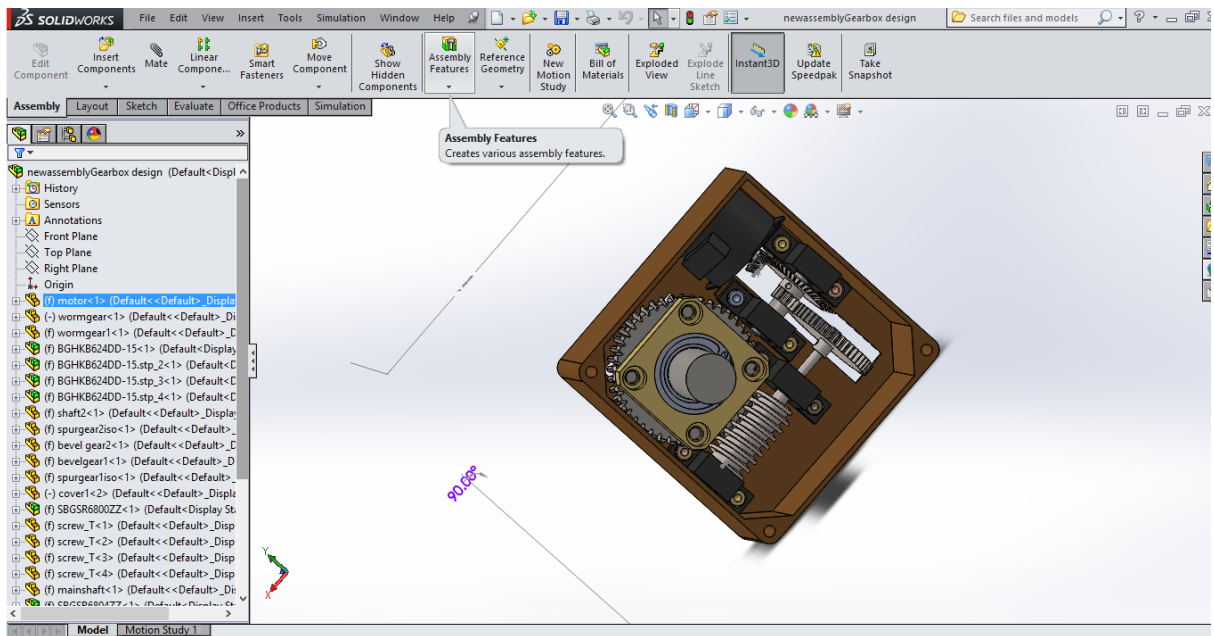 SOLIDWORKS File Edit View Insert Tools Simulation Window Help newassemblyGearbox design Search files and models ?
Edit Component
Insert Components
Mate
Linear Compone...
Smart Fasteners
Move Component
Show Hidden Components
Assembly Features
Reference Geometry
New Motion Study
Bill of Materials
Exploded View
Explode Line Sketch
Instant3D
Update Speedpak
Take Snapshot
Assembly Layout Sketch Evaluate Office Products Simulation
Assembly Features
Creates various assembly features.
newassemblyGearbox design (Default<Displ
History
Sensors
A Annotations
Front Plane
Top Plane
Right Plane
Origin
(f) motor<1> (Default<<Default>_Displa
(-) wormgear<1> (Default<<Default>_Di
(f) wormgear1<1> (Default<<Default>_D
(f) BGHKB624DD-15<1> (Default<Display
(f) BGHKB624DD-15.stp_2<1> (Default<D
(f) BGHKB624DD-15.stp_3<1> (Default<D
(f) BGHKB624DD-15.stp_4<1> (Default<D
(f) shaft2<1> (Default<<Default>_Display
(f) spurgear2iso<1> (Default<<Default>_
(f) bevel gear2<1> (Default<<Default>_D
(f) bevelgear1<1> (Default<<Default>_D
(f) spurgear1iso<1> (Default<<Default>_
(-) cover1<2> (Default<<Default>_Displa
(f) SBGSR6800ZZ<1> (Default<Display Sta
(f) screw_T<1> (Default<<Default>_Disp
(f) screw_T<2> (Default<<Default>_Disp
(f) screw_T<3> (Default<<Default>_Disp
(f) screw_T<4> (Default<<Default>_Disp
(f) mainshaft<1> (Default<<Default>_Dis
90.00°
Y
X
Model Motion Study 1